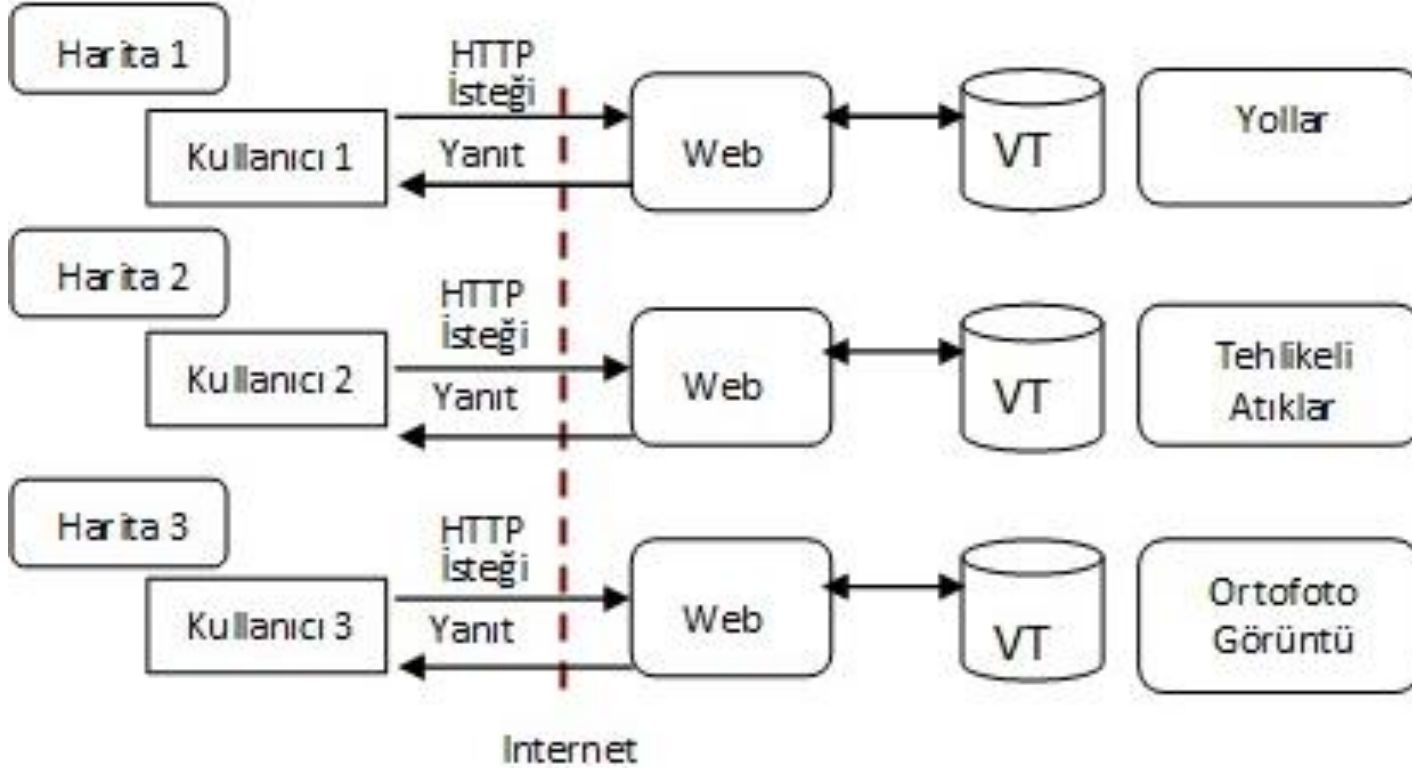 Harita 1
HTTP
İsteği
Kullanıcı 1
Yanıt
Web
VT
Yollar
Harita 2
HTTP
İsteği
Kullanıcı 2
Yanıt
Web
VT
Tehlikeli
Atıklar
Harita 3
HTTP
İsteği
Kullanıcı 3
Yanıt
Web
VT
Ortofoto
Görüntü
Internet